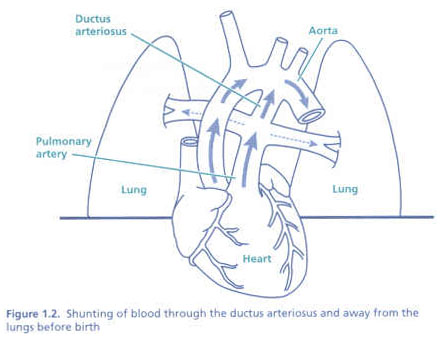 Ductus
arteriosus
Aorta
Pulmonary
artery
Lung
Lung
Heart
Figure 1.2. Shunting of blood through the ductus arteriosus and away from the
lungs before birth